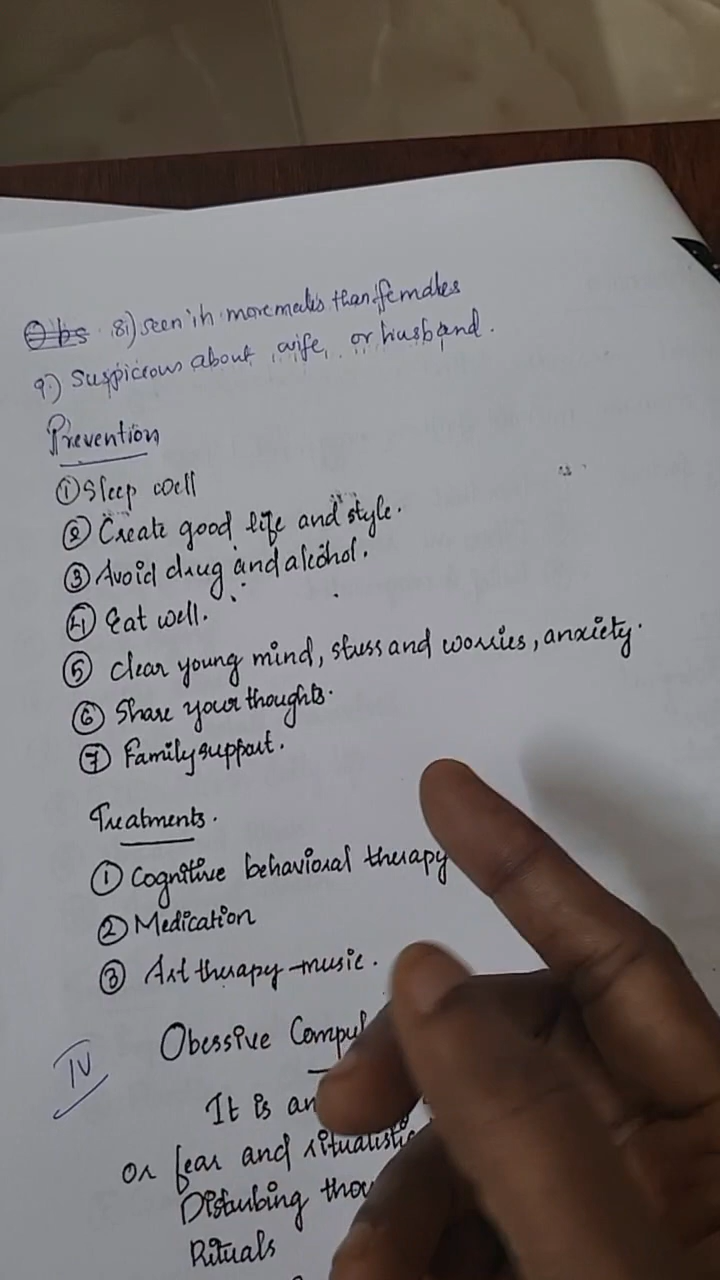 Obs 8) seen in more males than females
9.) Suspicious about wife, or husband.
Prevention
① Sleep well
② Create good life and style.
③ Avoid drug and alcohol.
④ Eat well.
⑤ Clear young mind, stress and worries, anxiety.
⑥ Share your thoughts.
⑦ Family support.
Treatments.
① Cognitive behavioral therapy
② Medication
③ Art therapy-music.
IV Obessive Compul
It is an
or fear and ritualistic
Disturbing thou
Rituals